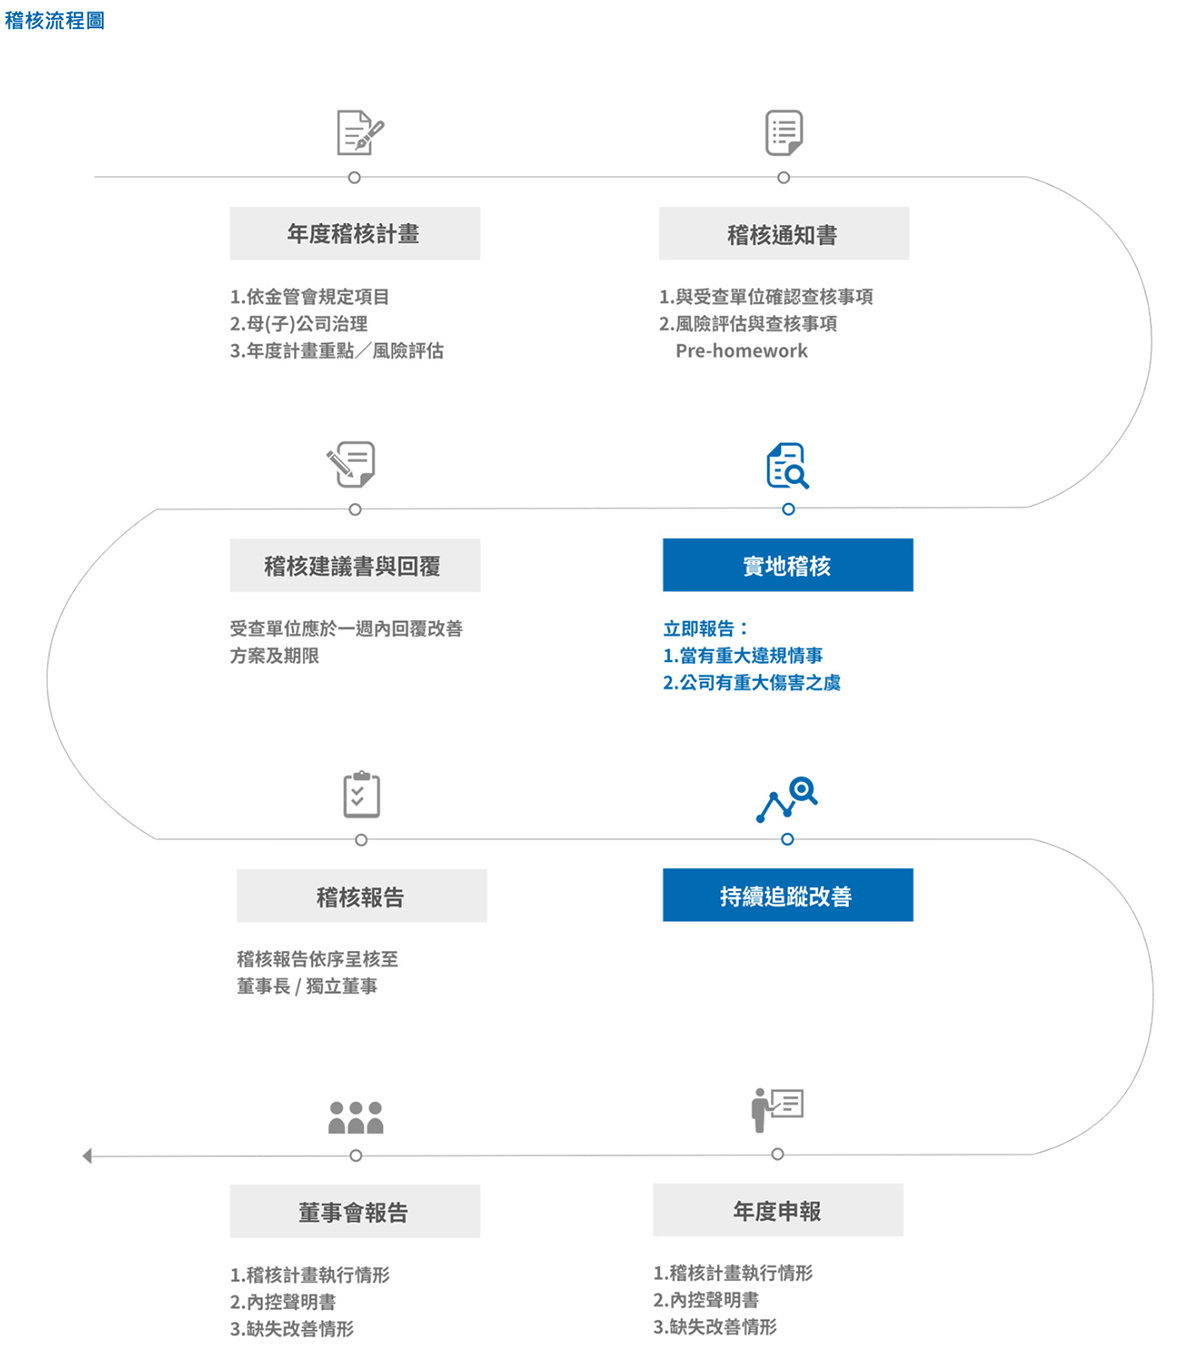 稽核流程圖
年度稽核計畫
1.依金管會規定項目
2.母(子)公司治理
3.年度計畫重點／風險評估
稽核通知書
1.與受查單位確認查核事項
2.風險評估與查核事項
Pre-homework
實地稽核
立即報告：
1.當有重大違規情事
2.公司有重大傷害之虞
稽核建議書與回覆
受查單位應於一週內回覆改善
方案及期限
稽核報告
稽核報告依序呈核至
董事長 / 獨立董事
持續追蹤改善
年度申報
1.稽核計畫執行情形
2.內控聲明書
3.缺失改善情形
董事會報告
1.稽核計畫執行情形
2.內控聲明書
3.缺失改善情形